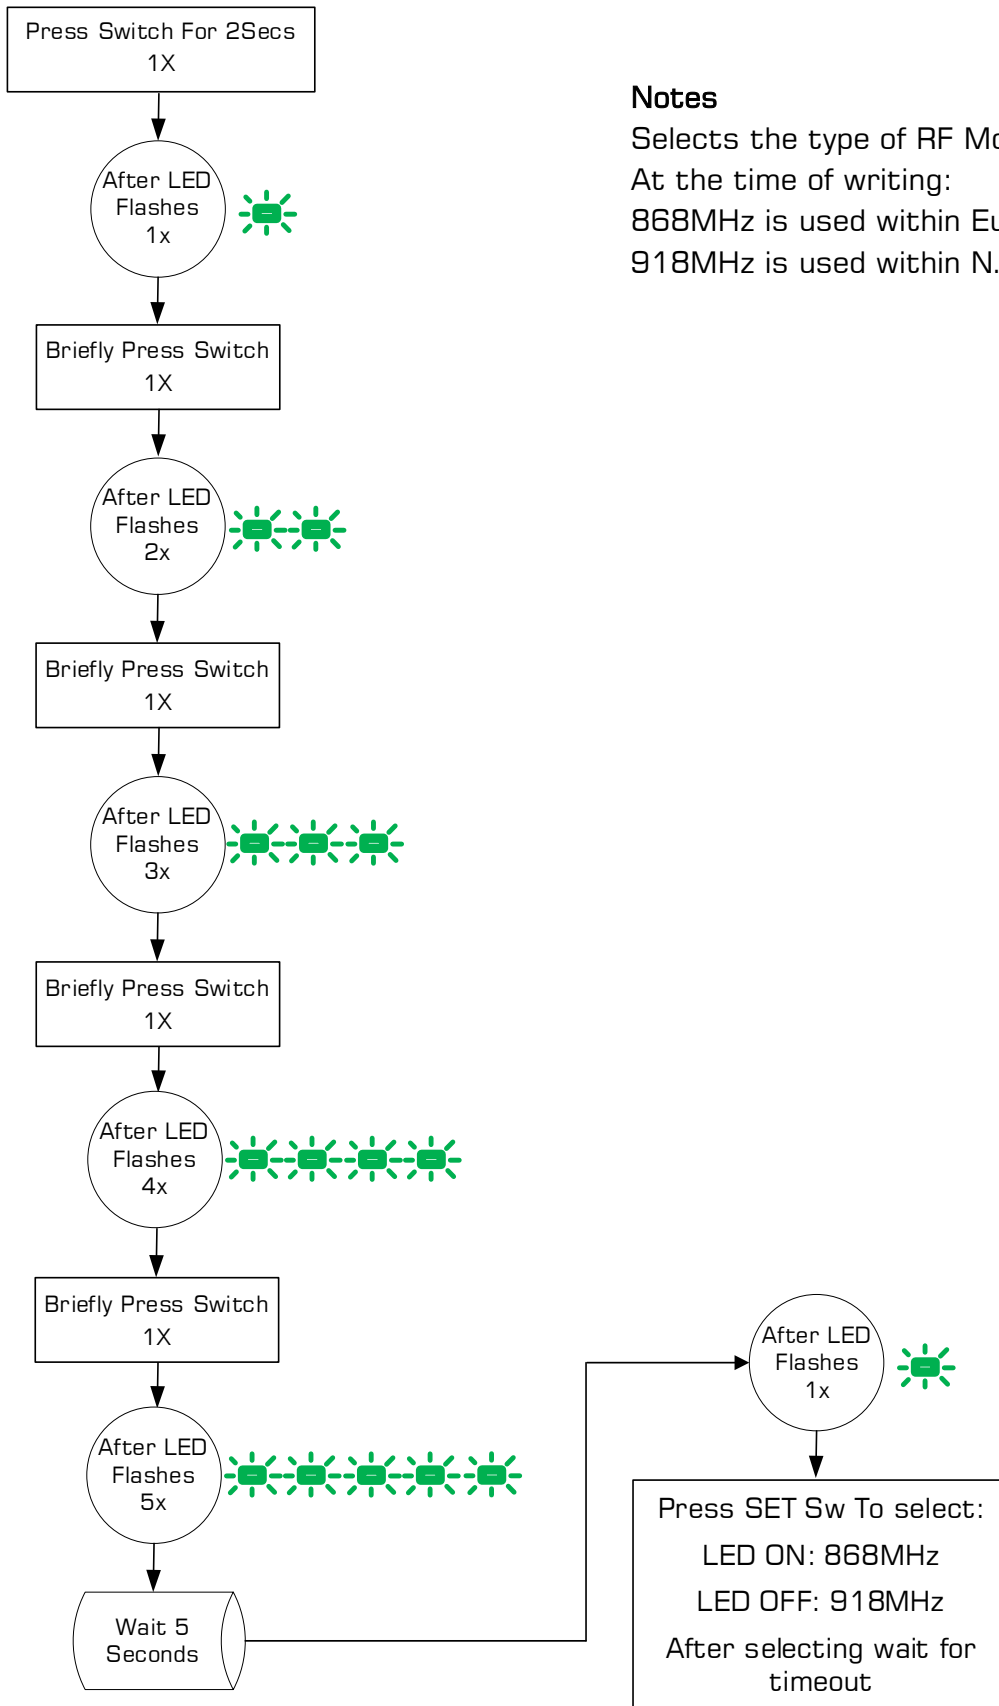 Press Switch For 2Secs
1X
Notes
Selects the type of RF
At the time of writing:
868MHz is used within
918MHz is used within N.
After LED
Flashes
1x
Briefly Press Switch
1X
After LED
Flashes
2x
Briefly Press Switch
1X
After LED
Flashes
3x
Briefly Press Switch
1X
After LED
Flashes
4x
Briefly Press Switch
1X
After LED
Flashes
5x
Wait 5
Seconds
After LED
Flashes
1x
Press SET Sw To select:
LED ON: 868MHz
LED OFF: 918MHz
After selecting wait for
timeout